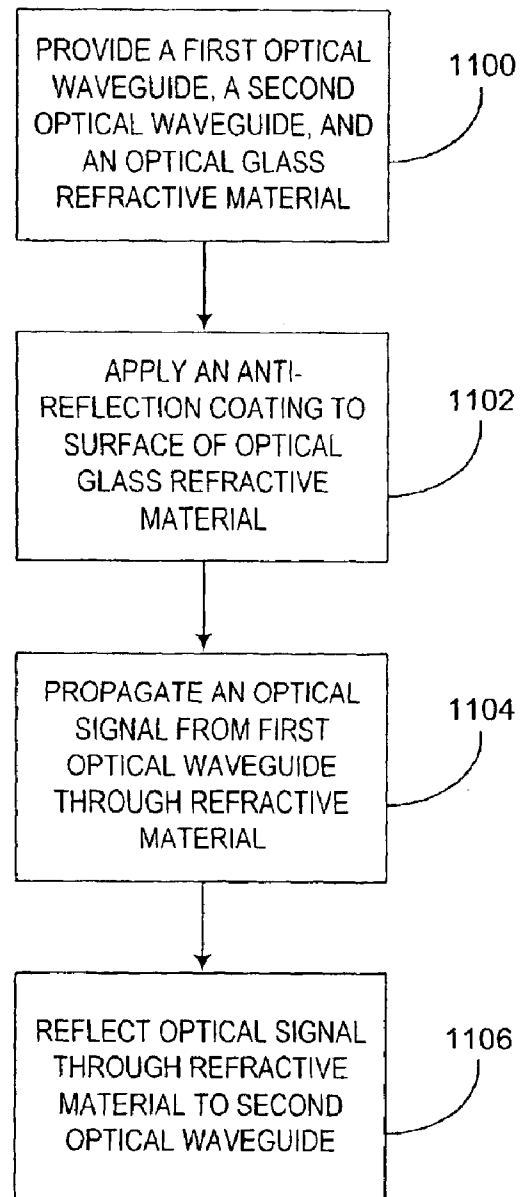 PROVIDE A FIRST OPTICAL
WAVEGUIDE, A SECOND
OPTICAL WAVEGUIDE, AND
AN OPTICAL GLASS
REFRACTIVE MATERIAL
1100
APPLY AN ANTI-
REFLECTION COATING TO
SURFACE OF OPTICAL
GLASS REFRACTIVE
MATERIAL
1102
PROPAGATE AN OPTICAL
SIGNAL FROM FIRST
OPTICAL WAVEGUIDE
THROUGH REFRACTIVE
MATERIAL
1104
REFLECT OPTICAL SIGNAL
THROUGH REFRACTIVE
MATERIAL TO SECOND
OPTICAL WAVEGUIDE
1106